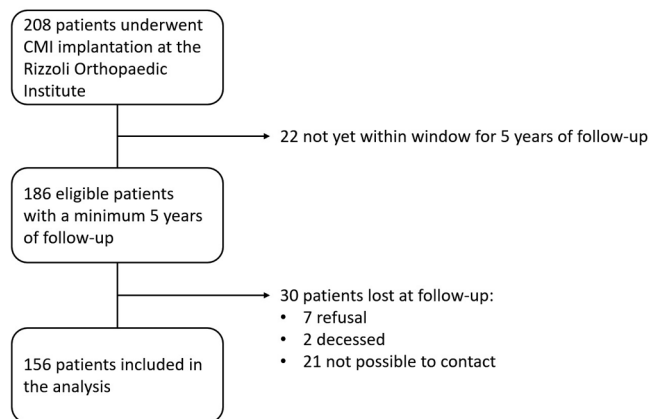 208 patients underwent
CMI implantation at the
Rizzoli Orthopaedic
Institute
22 not yet within window for 5 years of follow-up
186 eligible patients
with a minimum 5 years
of follow-up
30 patients lost at follow-up:
• 7 refusal
• 2 decessed
• 21 not possible to contact
156 patients included in
the analysis